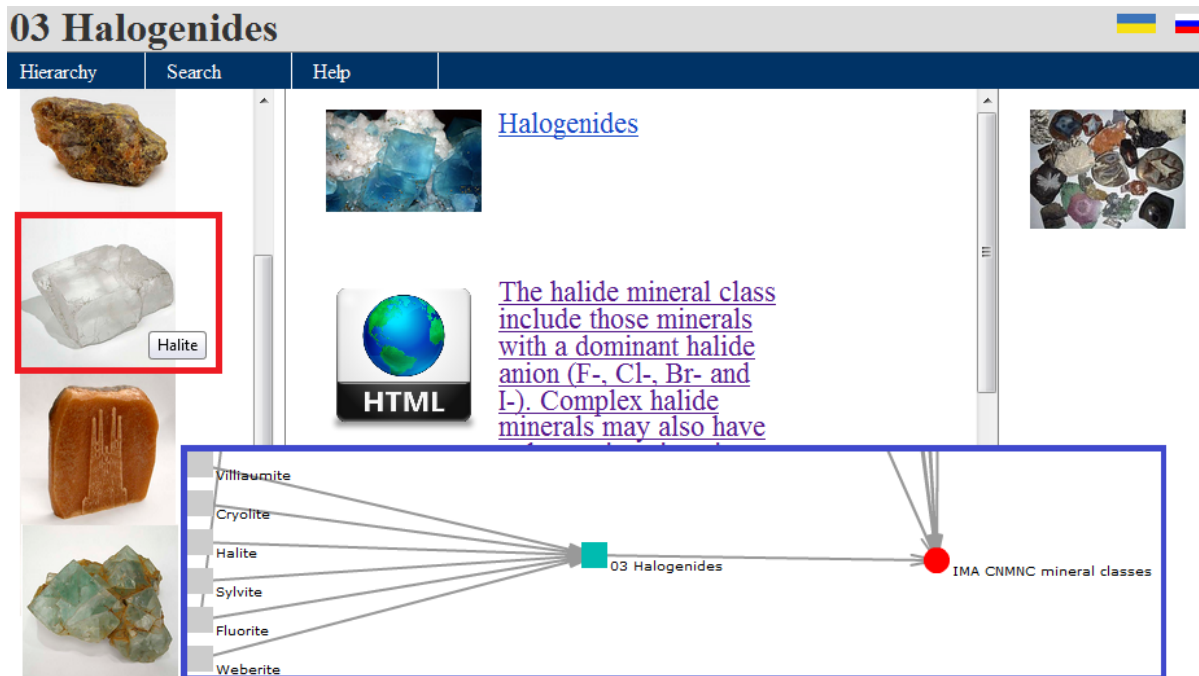 03 Halogenides
Hierarchy Search Help
Halite
Halogenides
HTML
The halide mineral class
include those minerals
with a dominant halide
anion (F-, Cl-, Br- and
I-). Complex halide
minerals may also have
Villiaumite
Cryolite
Halite
Sylvite
Fluorite
Weberite
03 Halogenides
IMA CNMNC mineral classes